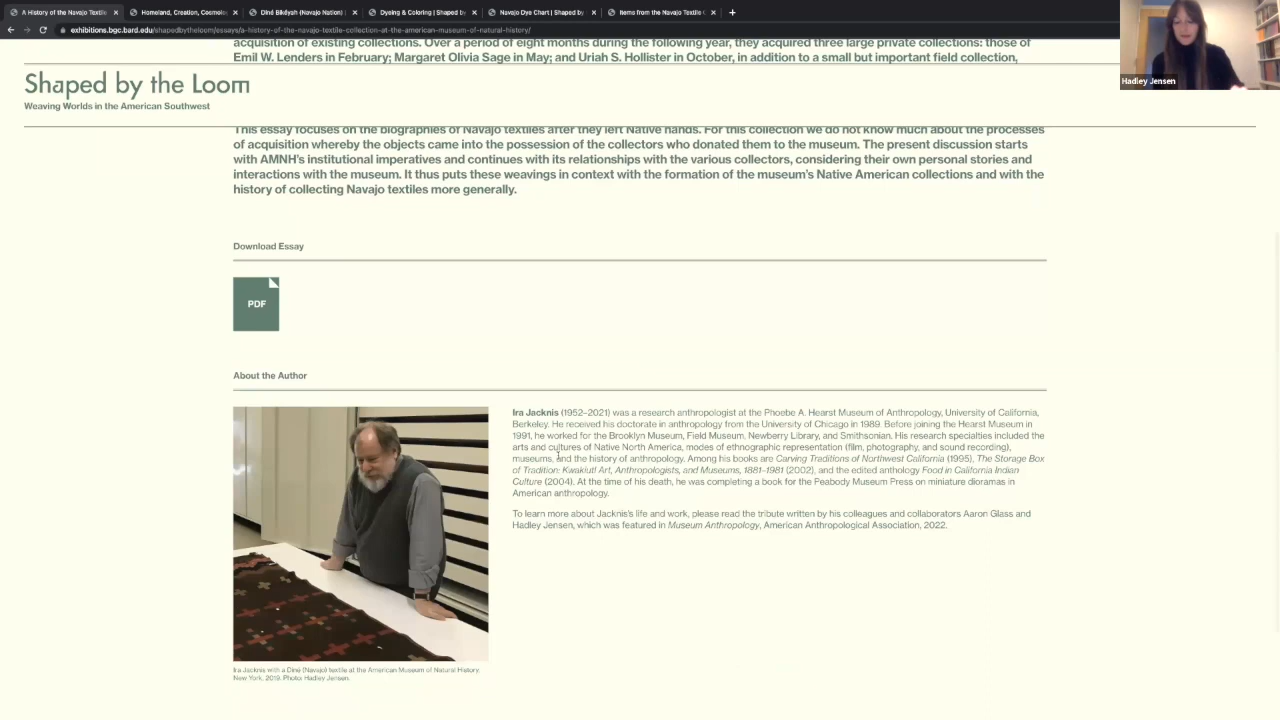 A History of the Navajo Textile
Homeland, Creation, Cosmolo
Diné Bikéyah (Navajo Nation) |
Dyeing & Coloring | Shaped b
Navajo Dye Chart | Shaped by
Items from the Navajo Textile
exhibitions.bgc.bard.edu/shapedbytheloom/essays/a-history-of-the-navajo-textile-collection-at-the-american-museum-of-natural-history/
Hadley Jensen
acquisition of existing collections. Over a period of eight months during the following year, they acquired three large private collections: those of
Emil W. Lenders in February; Margaret Olivia Sage in May; and Uriah S. Hollister in October, in addition to a small but important field collection,
Shaped by the Loom
Weaving Worlds in the American Southwest
This essay focuses on the biographies of Navajo textiles after they left Native hands. For this collection we do not know much about the processes
of acquisition whereby the objects came into the possession of the collectors who donated them to the museum. The present discussion starts
with AMNH's institutional imperatives and continues with its relationships with the various collectors, considering their own personal stories and
interactions with the museum. It thus puts these weavings in context with the formation of the museum's Native American collections and with the
history of collecting Navajo textiles more generally.
Download Essay
PDF
About the Author
Ira Jacknis (1952–2021) was a research anthropologist at the Phoebe A. Hearst Museum of Anthropology, University of California,
Berkeley. He received his doctorate in anthropology from the University of Chicago in 1989. Before joining the Hearst Museum in
1991, he worked for the Brooklyn Museum, Field Museum, Newberry Library, and Smithsonian. His research specialties included the
arts and cultures of Native North America, modes of ethnographic representation (film, photography, and sound recording),
museums, and the history of anthropology. Among his books are Carving Traditions of Northwest California (1995), The Storage Box
of Tradition: Kwakiutl Art, Anthropologists, and Museums, 1881–1981 (2002), and the edited anthology Food in California Indian
Culture (2004). At the time of his death, he was completing a book for the Peabody Museum Press on miniature dioramas in
American anthropology.
To learn more about Jacknis's life and work, please read the tribute written by his colleagues and collaborators Aaron Glass and
Hadley Jensen, which was featured in Museum Anthropology, American Anthropological Association, 2022.
Ira Jacknis with a Diné (Navajo) textile at the American Museum of Natural History,
New York, 2019. Photo: Hadley Jensen.